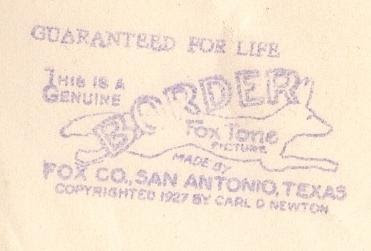 GUARANTEED FOR LIFE
THIS IS A
GENUINE
BORDER
Fox Tone
PICTURE
MADE BY
FOX CO., SAN ANTONIO, TEXAS
COPYRIGHTED 1927 BY CARL D NEWTON